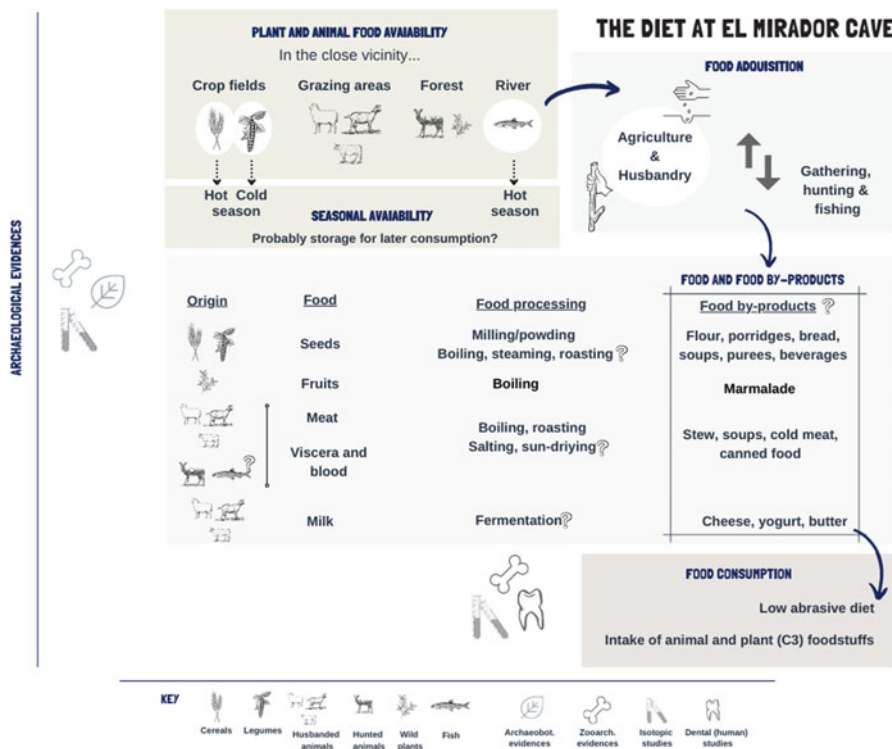 THE DIET AT EL MIRADOR CAVE
PLANT AND ANIMAL FOOD AVAIABILITY
In the close vicinity...
Crop fields
Grazing areas
Forest
River
Hot season
Cold season
Hot season
SEASONAL AVAIABILITY
Probably storage for later consumption?
FOOD ADQUISITION
Agriculture
&
Husbandry
Gathering,
hunting &
fishing
ARCHAEOLOGICAL EVIDENCES
FOOD AND FOOD BY-PRODUCTS
Origin
Food
Food processing
Food by-products ?
Seeds
Milling/powding
Boiling, steaming, roasting ?
Flour, porridges, bread,
soups, purees, beverages
Fruits
Boiling
Marmalade
Meat
Viscera and
blood
?
Boiling, roasting
Salting, sun-driying ?
Stew, soups, cold meat,
canned food
Milk
Fermentation ?
Cheese, yogurt, butter
FOOD CONSUMPTION
Low abrasive diet
Intake of animal and plant (C3) foodstuffs
KEY
Cereals
Legumes
Husbanded
animals
Hunted
animals
Wild
plants
Fish
Archaeobot.
evidences
Zooarch.
evidences
Isotopic
studies
Dental (human)
studies